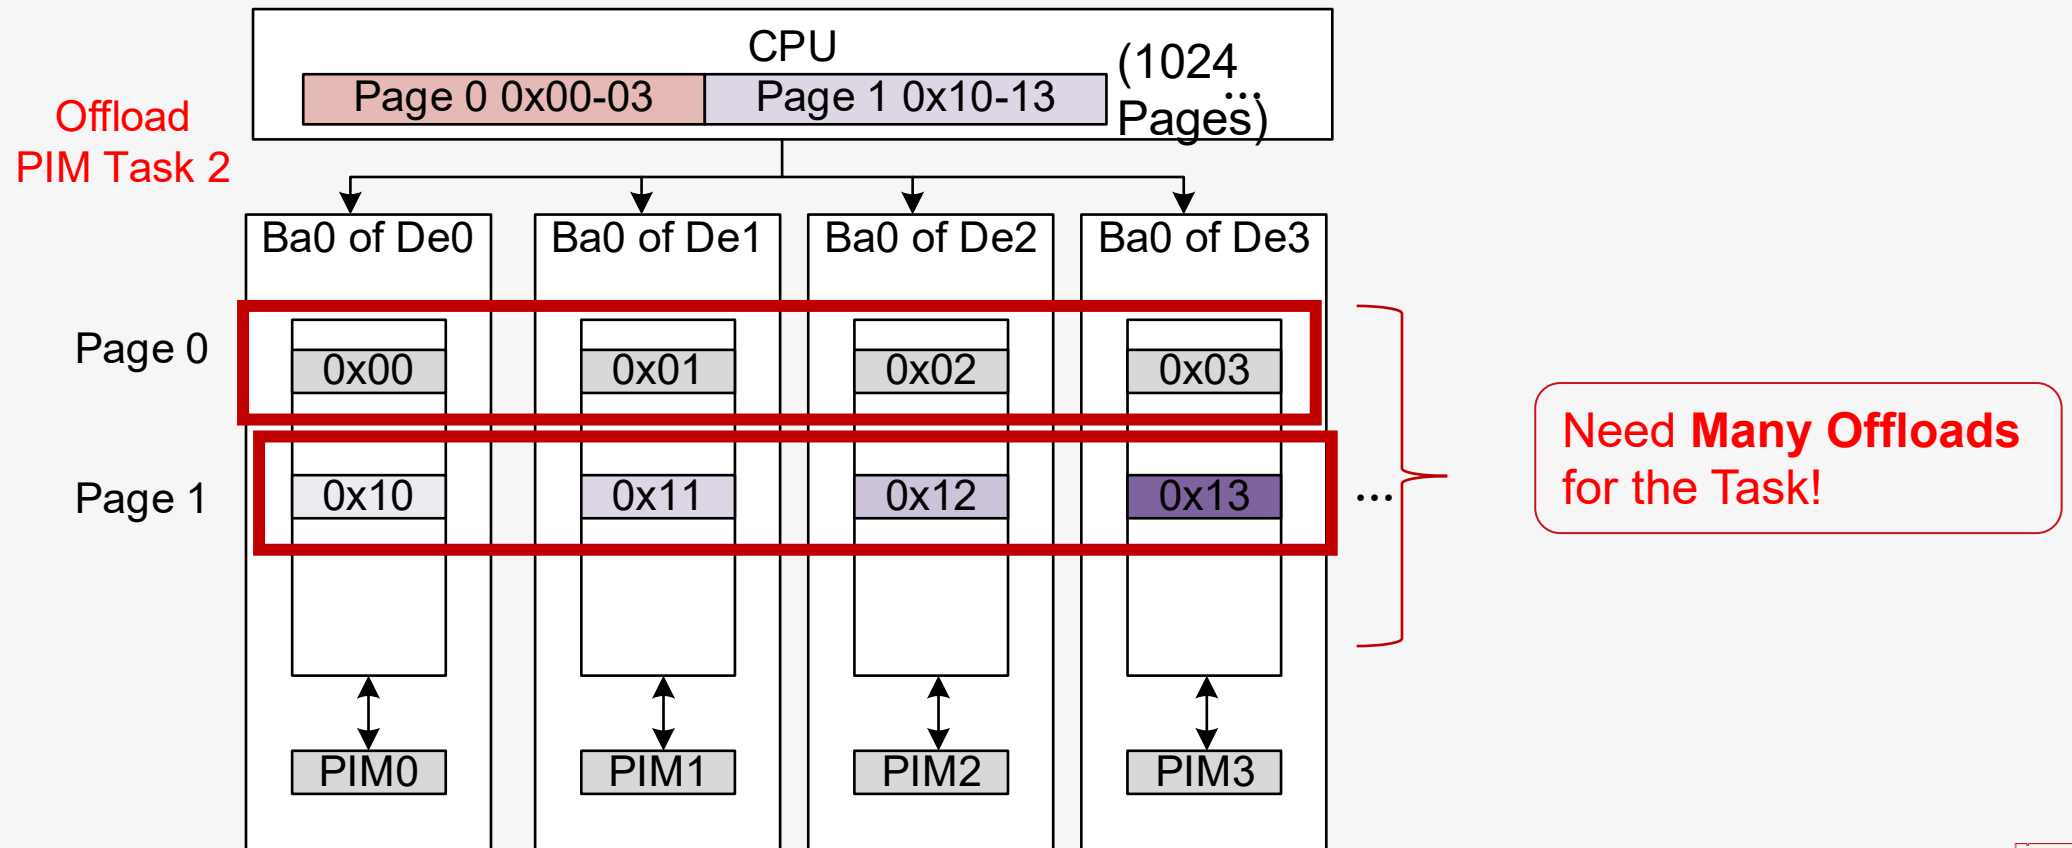 CPU
Page 0 0x00-03
Page 1 0x10-13
(1024
...
Pages)
Offload
PIM Task 2
Ba0 of De0
Ba0 of De1
Ba0 of De2
Ba0 of De3
Page 0
0x00
0x01
0x02
0x03
Page 1
0x10
0x11
0x12
0x13
...
Need Many Offloads
for the Task!
PIM0
PIM1
PIM2
PIM3